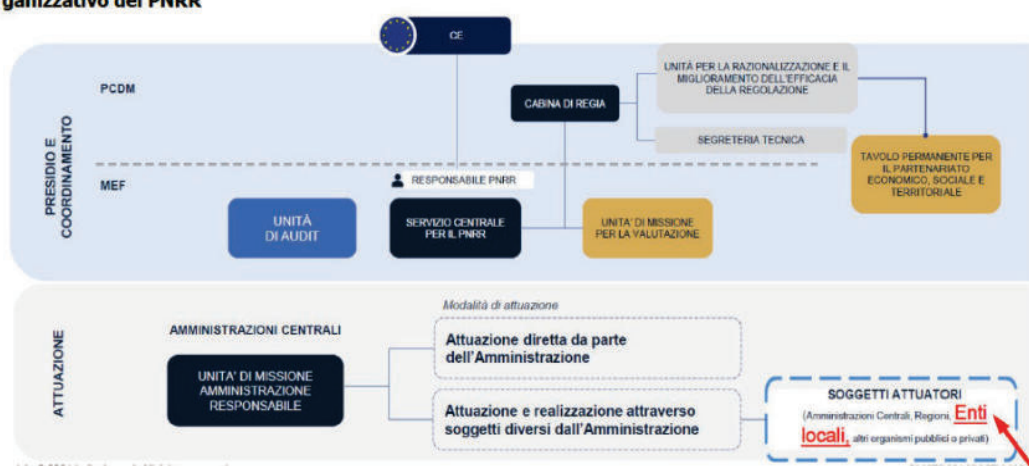 ganizzativo del PNRR
CE
PCDM
CABINA DI REGIA
UNITÀ PER LA RAZIONALIZZAZIONE E IL
MIGLIORAMENTO DELL'EFFICACIA
DELLA REGOLAZIONE
SEGRETERIA TECNICA
TAVOLO PERMANENTE PER
IL PARTENARIATO
ECONOMICO, SOCIALE E
TERRITORIALE
PRESIDIO E
COORDINAMENTO
MEF
RESPONSABILE PNRR
UNITÀ
DI AUDIT
SERVIZIO CENTRALE
PER IL PNRR
UNITA' DI MISSIONE
PER LA VALUTAZIONE
ATTUAZIONE
Modalità di attuazione
AMMINISTRAZIONI CENTRALI
UNITA' DI MISSIONE
AMMINISTRAZIONE
RESPONSABILE
Attuazione diretta da parte
dell'Amministrazione
Attuazione e realizzazione attraverso
soggetti diversi dall'Amministrazione
SOGGETTI ATTUATORI
(Amministrazioni Centrali, Regioni, Enti
locali, altri organismi pubblici o privati)